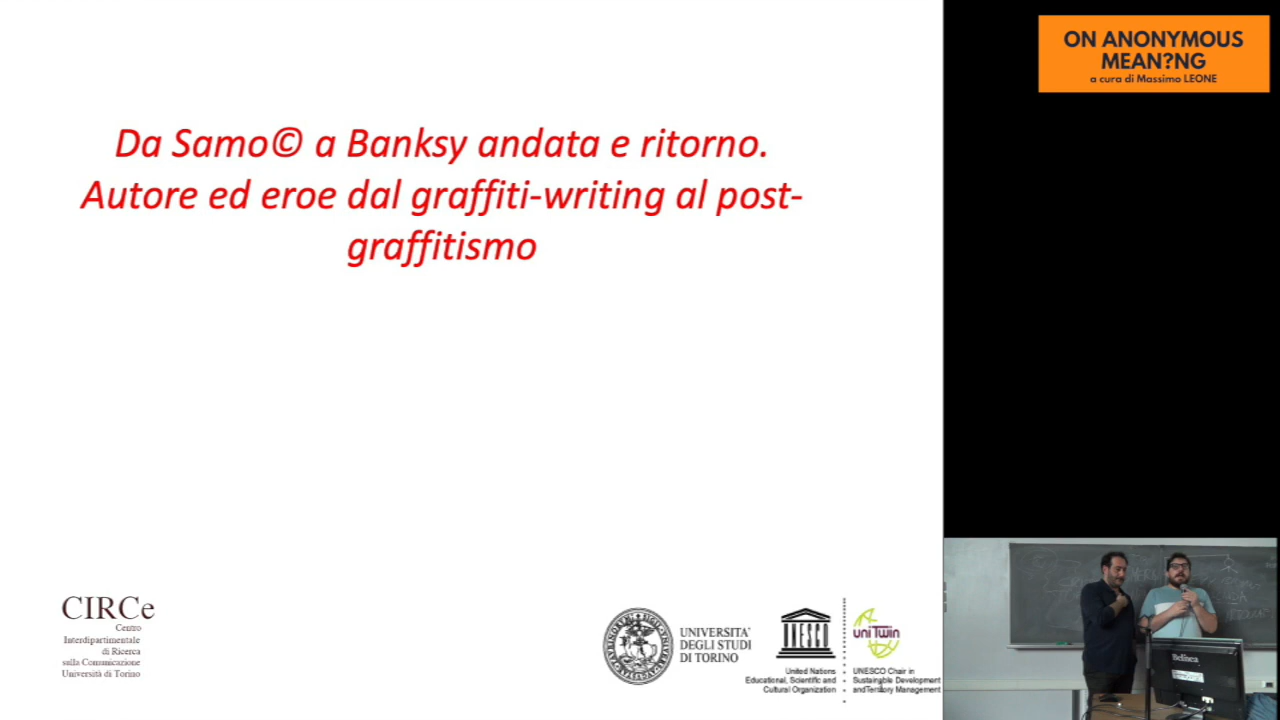 Da Samo© a Banksy andata e ritorno.
Autore ed eroe dal graffiti-writing al post-
graffitismo
CIRCe
Centro
Interdipartimentale
di Ricerca
sulla Comunicazione
Università di Torino
UNIVERSITA'
DEGLI STUDI
DI TORINO
UNESCO
United Nations
Educational, Scientific and
Cultural Organization
uniTwin
UNESCO Chair in
Sustainable Development
and Territory Management
ON ANONYMOUS
MEAN?NG
a cura di Massimo LEONE
Belinea